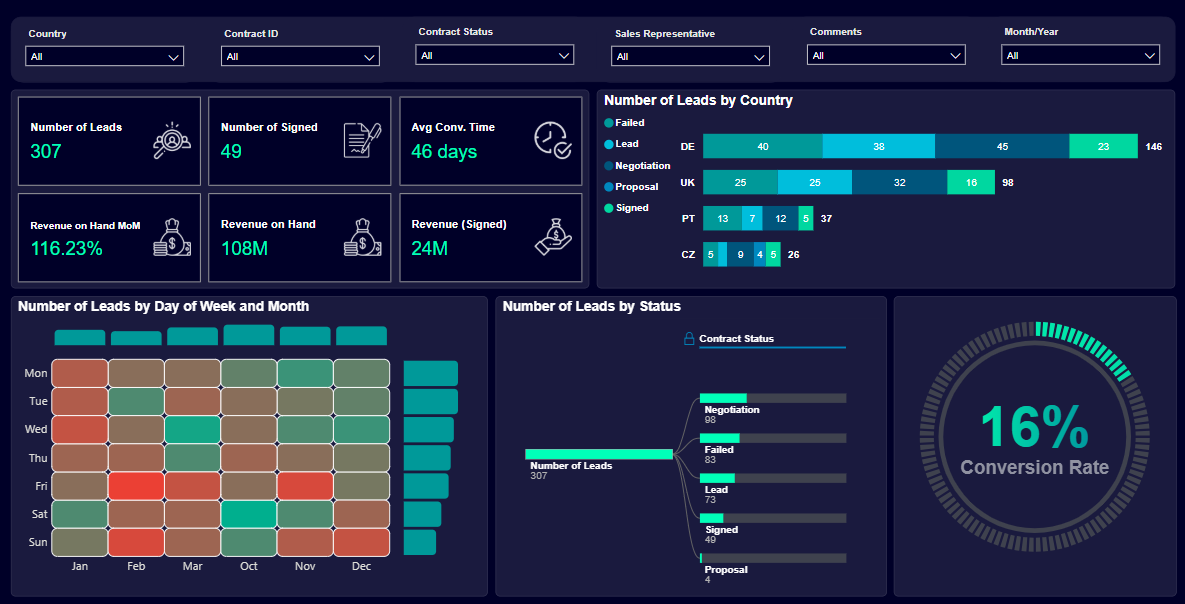 Country
Contract ID
Contract Status
Sales Representative
Comments
Month/Year
All
All
All
All
All
All
Number of Leads
307
Number of Signed
49
Avg Conv. Time
46 days
Revenue on Hand MoM
116.23%
Revenue on Hand
108M
Revenue (Signed)
24M
Number of Leads by Country
Failed
Lead
Negotiation
Proposal
Signed
DE 40 38 45 23 146
UK 25 25 32 16 98
PT 13 7 12 5 37
CZ 5 9 4 5 26
Number of Leads by Day of Week and Month
Mon
Tue
Wed
Thu
Fri
Sat
Sun
Jan Feb Mar Oct Nov Dec
Number of Leads by Status
Contract Status
Number of Leads
307
Negotiation
98
Failed
83
Lead
73
Signed
49
Proposal
4
16%
Conversion Rate